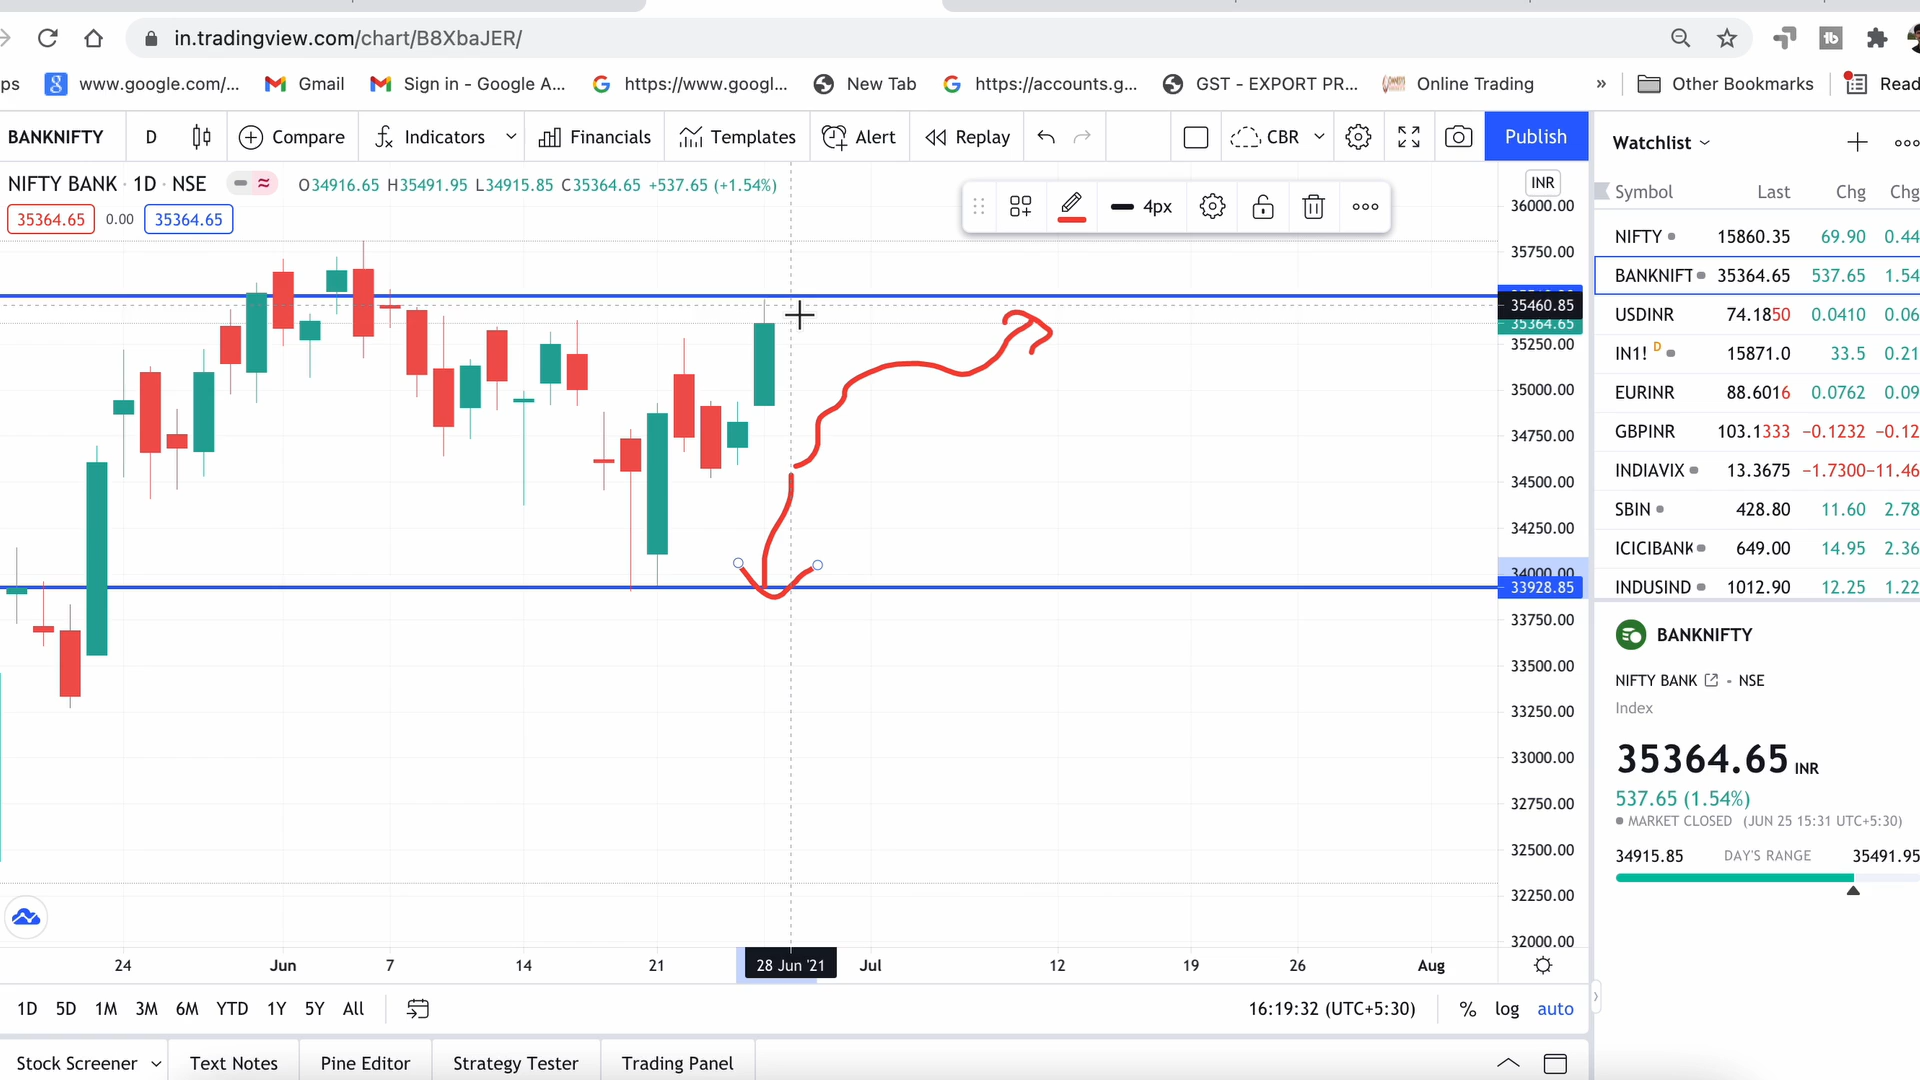 in.tradingview.com/chart/B8XbaJER/
ps www.google.com/... Gmail Sign in - Google A... https://www.googl... New Tab https://accounts.g... GST - EXPORT PR... Online Trading » Other Bookmarks Read
BANKNIFTY D Compare Indicators Financials Templates Alert Replay CBR Publish Watchlist
NIFTY BANK · 1D · NSE O34916.65 H35491.95 L34915.85 C35364.65 +537.65 (+1.54%) INR
35364.65 0.00 35364.65
4px
Symbol Last Chg Chg
NIFTY 15860.35 69.90 0.44
BANKNIFT 35364.65 537.65 1.54
USDINR 74.1850 0.0410 0.06
IN1! D 15871.0 33.5 0.21
EURINR 88.6016 0.0762 0.09
GBPINR 103.1333 −0.1232 −0.12
INDIAVIX 13.3675 −1.7300 −11.46
SBIN 428.80 11.60 2.78
ICICIBANK 649.00 14.95 2.36
INDUSIND 1012.90 12.25 1.22
36000.00
35750.00
35460.85
35364.65
35250.00
35000.00
34750.00
34500.00
34250.00
34000.00
33928.85
33750.00
33500.00
33250.00
33000.00
32750.00
32500.00
32250.00
32000.00
BANKNIFTY
NIFTY BANK - NSE
Index
35364.65 INR
537.65 (1.54%)
MARKET CLOSED (JUN 25 15:31 UTC+5:30)
34915.85 DAY'S RANGE 35491.95
24 Jun 7 14 21 28 Jun '21 Jul 12 19 26 Aug
1D 5D 1M 3M 6M YTD 1Y 5Y All 16:19:32 (UTC+5:30) % log auto
Stock Screener Text Notes Pine Editor Strategy Tester Trading Panel